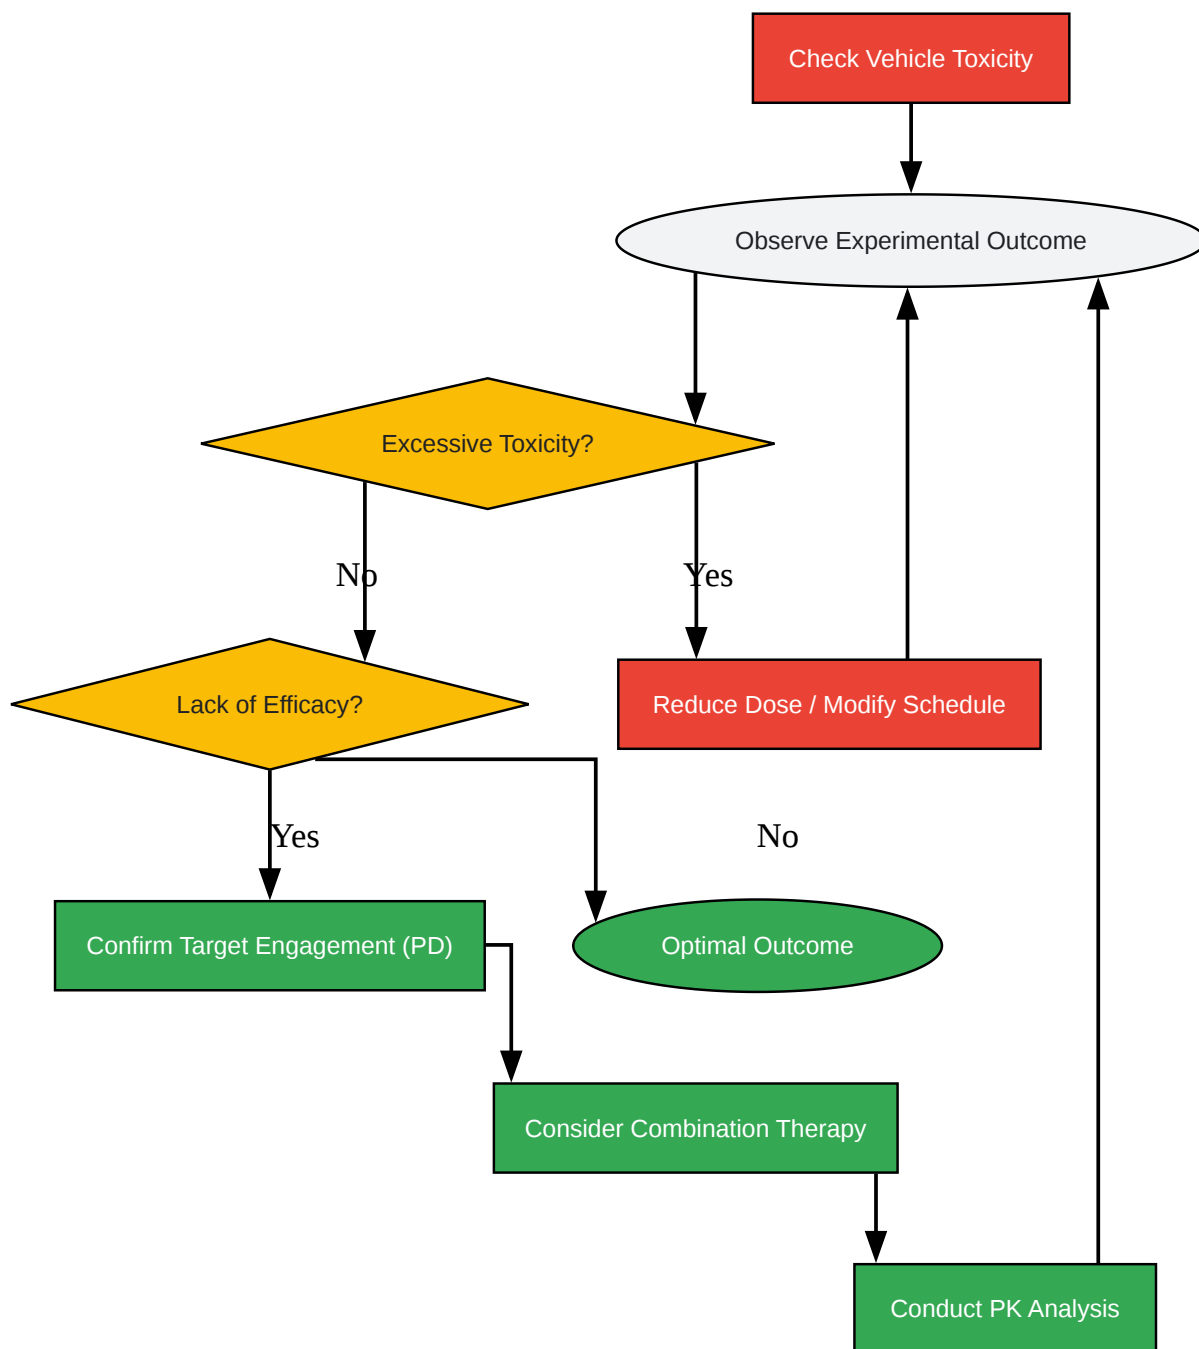 Check Vehicle Toxicity
Observe Experimental Outcome
Excessive Toxicity?
No
Yes
Lack of Efficacy?
Reduce Dose / Modify Schedule
Yes
No
Confirm Target Engagement (PD)
Optimal Outcome
Consider Combination Therapy
Conduct PK Analysis